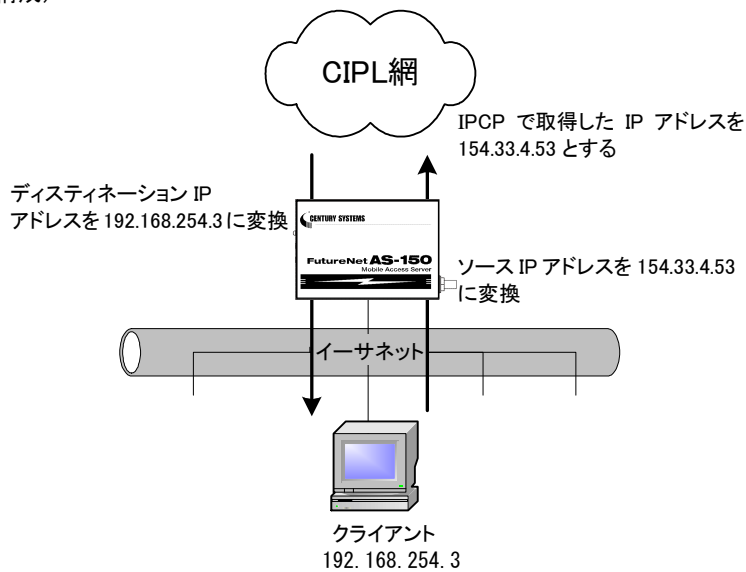 CIPL網
IPCP で取得した IP アドレスを
154.33.4.53 とする
ディスティネーション IP
アドレスを 192.168.254.3 に変換
CENTURY SYSTEMS
FutureNet AS-150
Mobile Access Server
ソース IP アドレスを 154.33.4.53
に変換
イーサネット
クライアント
192.168.254.3